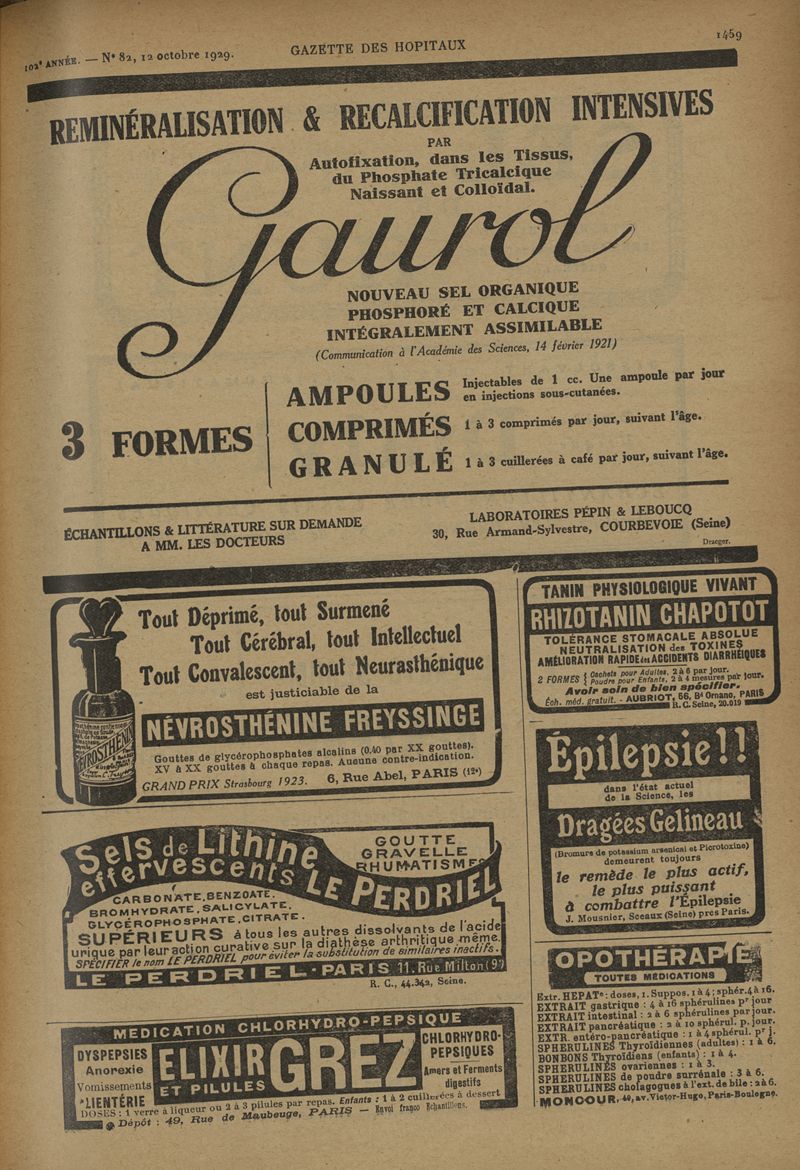 102ᵉ ANNÉE. — N° 82, 12 octobre 1929.
GAZETTE DES HOPITAUX
1459
REMINÉRALISATION & RECALCIFICATION INTENSIVES
PAR
Autofixation, dans les Tissus,
du Phosphate Tricalcique
Naissant et Colloïdal.
Gaurol
NOUVEAU SEL ORGANIQUE
PHOSPHORÉ ET CALCIQUE
INTÉGRALEMENT ASSIMILABLE
(Communication à l'Académie des Sciences, 14 février 1921)
3 FORMES
AMPOULES Injectables de 1 cc. Une ampoule par jour
en injections sous-cutanées.
COMPRIMÉS 1 à 3 comprimés par jour, suivant l'âge.
GRANULÉ 1 à 3 cuillerées à café par jour, suivant l'âge.
ÉCHANTILLONS & LITTÉRATURE SUR DEMANDE
A MM. LES DOCTEURS
LABORATOIRES PÉPIN & LEBOUCQ
30, Rue Armand-Sylvestre, COURBEVOIE (Seine)
Draeger.
Tout Déprimé, tout Surmené
Tout Cérébral, tout Intellectuel
Tout Convalescent, tout Neurasthénique
est justiciable de la
NÉVROSTHÉNINE FREYSSINGE
Gouttes de glycérophosphates alcalins (0.40 par XX gouttes).
XV à XX gouttes à chaque repas. Aucune contre-indication.
GRAND PRIX Strasbourg 1923. 6, Rue Abel, PARIS (12ᵉ)
TANIN PHYSIOLOGIQUE VIVANT
RHIZOTANIN CHAPOTOT
TOLÉRANCE STOMACALE ABSOLUE
NEUTRALISATION des TOXINES
AMÉLIORATION RAPIDE des ACCIDENTS DIARRHÉIQUES
2 FORMES { Cachets pour Adultes, 2 à 6 par jour.
Poudre pour Enfants, 2 à 4 mesures par jour.
Avoir soin de bien spécifier.
Éch. méd. gratuit. - AUBRIOT, 56, Bᵈ Ornano, PARIS
R. C. Seine, 20.019
Épilepsie!!
dans l'état actuel
de la Science, les
Dragées Gelineau
(Bromure de potassium arsenical et Picrotoxine)
demeurent toujours
le remède le plus actif,
le plus puissant
à combattre l'Épilepsie
J. Mousnier, Sceaux (Seine) près Paris.
Sels de Lithine
effervescents LE PERDRIEL
GOUTTE
GRAVELLE
RHUMATISMES
CARBONATE. BENZOATE.
BROMHYDRATE, SALICYLATE.
GLYCÉROPHOSPHATE, CITRATE.
SUPÉRIEURS à tous les autres dissolvants de l'acide
urique par leur action curative sur la diathèse arthritique même.
SPÉCIFIER le nom LE PERDRIEL pour éviter la substitution de similaires inactifs.
LE PERDRIEL - PARIS 11. Rue Milton (9ᵉ)
R. C., 44.342, Seine.
OPOTHÉRAPIE
TOUTES MÉDICATIONS
Extr. HEPATᵉ: doses, 1. Suppos. 1 à 4; sphér. 4 à 16.
EXTRAIT gastrique : 4 à 16 sphérulines pʳ jour
EXTRAIT intestinal : 2 à 6 sphérulines par jour.
EXTRAIT pancréatique : 2 à 10 sphérul. p. jour.
EXTR. entéro-pancréatique : 1 à 4 sphérul. pʳ j.
SPHERULINES Thyroïdiennes (adultes) : 1 à 6.
BONBONS Thyroïdiens (enfants) : 1 à 4.
SPHERULINES ovariennes : 1 à 3.
SPHERULINES de poudre surrénale : 3 à 6.
SPHERULINES cholagogues à l'ext. de bile : 2 à 6.
MONCOUR, 49, av. Victor-Hugo, Paris-Boulogne.
MEDICATION CHLORHYDRO-PEPSIQUE
DYSPEPSIES
Anorexie
Vomissements
LIENTÉRIE
ELIXIR GREZ
ET PILULES
CHLORHYDRO-
PEPSIQUES
Amers et Ferments
digestifs
DOSES : 1 verre à liqueur ou 2 à 3 pilules par repas. Enfants : 1 à 2 cuillerées à dessert
Dépôt : 49, Rue de Maubeuge, PARIS — Envoi franco Echantillons.